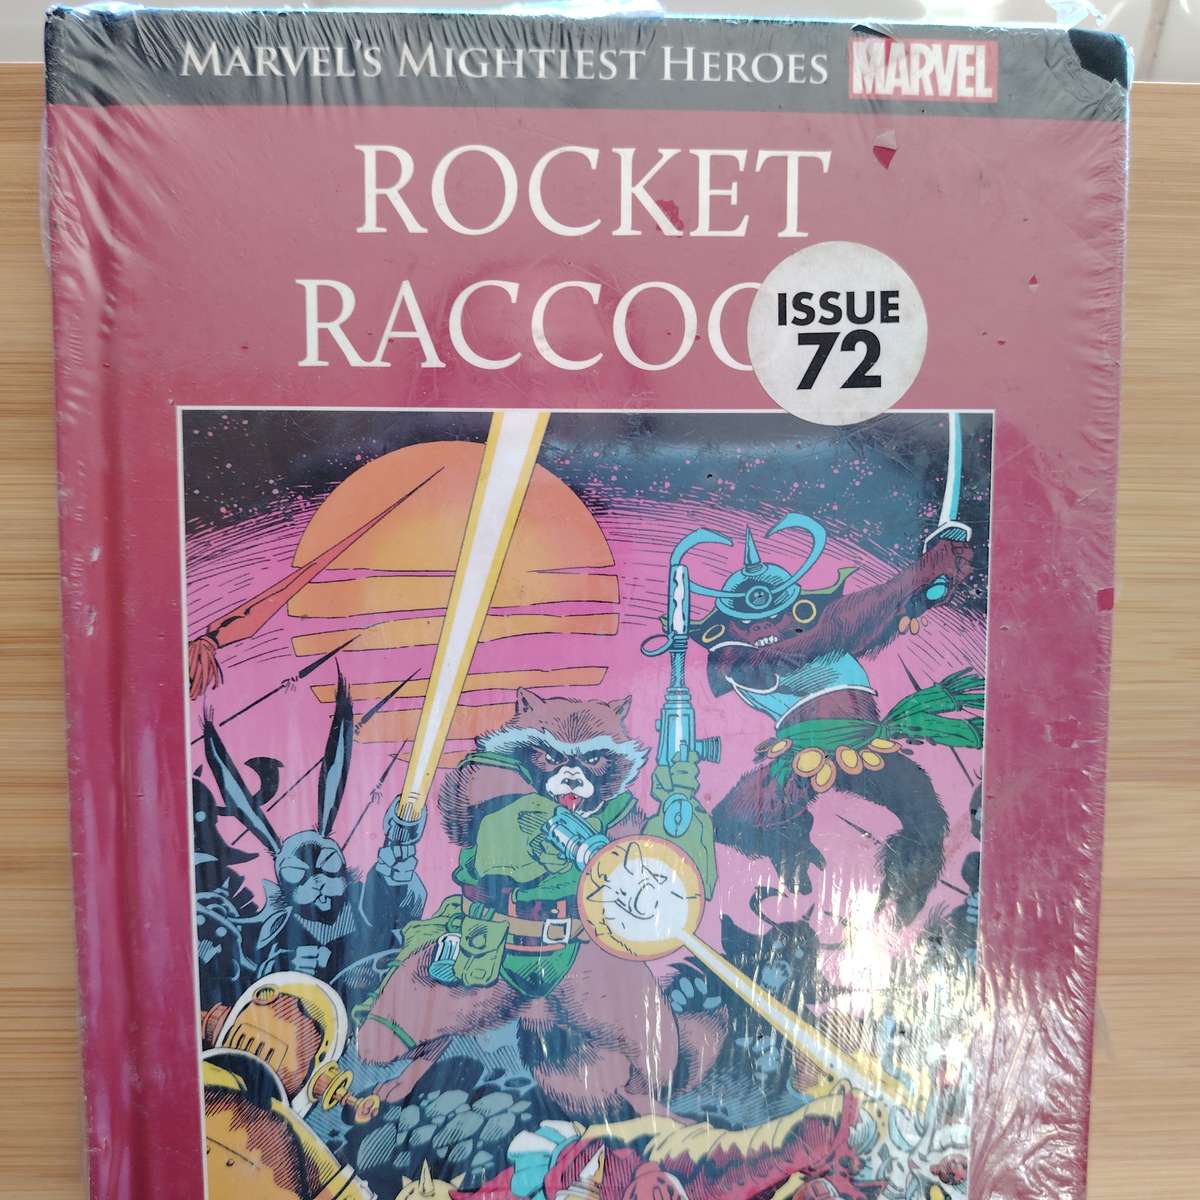 MARVEL'S MIGHTIEST HEROES MARVEL
ROCKET
RACCOO
ISSUE
72